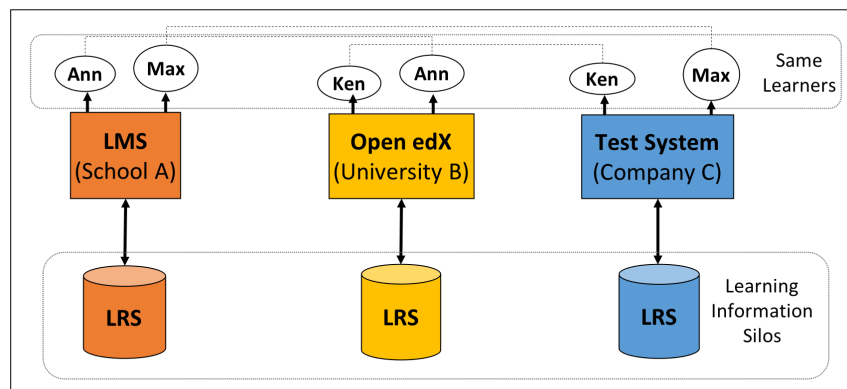 Ann
Max
Ken
Ann
Ken
Max
Same
Learners
LMS
(School A)
Open edX
(University B)
Test System
(Company C)
LRS
LRS
LRS
Learning
Information
Silos